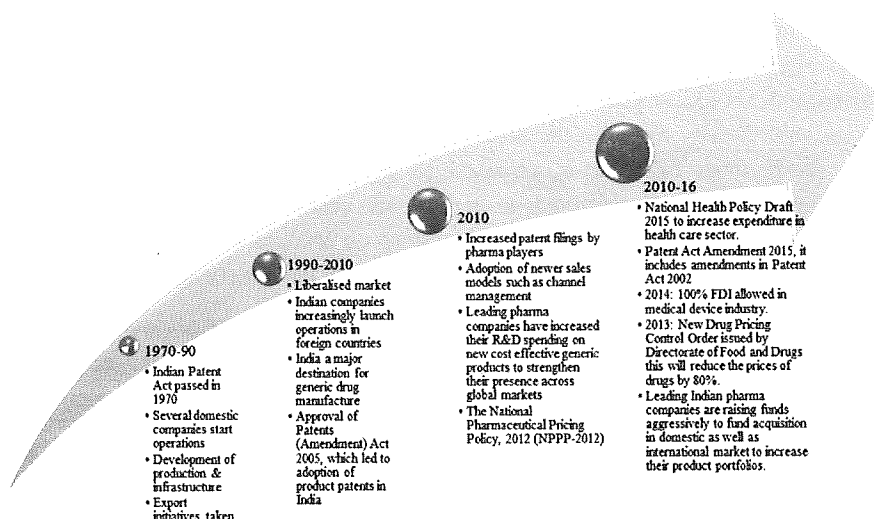 1970-90
• Indian Patent
Act passed in
1970
• Several domestic
companies start
operations
• Development of
production &
infrastructure
• Export
initiatives taken
1990-2010
• Liberalised market
• Indian companies
increasingly launch
operations in
foreign countries
• India a major
destination for
generic drug
manufacture
• Approval of
Patents
(Amendment) Act
2005, which led to
adoption of
product patents in
India
2010
• Increased patent filings by
pharma players
• Adoption of newer sales
models such as channel
management
• Leading pharma
companies have increased
their R&D spending on
new cost effective generic
products to strengthen
their presence across
global markets
• The National
Pharmaceutical Pricing
Policy, 2012 (NPPP-2012)
2010-16
• National Health Policy Draft
2015 to increase expenditure in
health care sector.
• Patent Act Amendment 2015, it
includes amendments in Patent
Act 2002
• 2014: 100% FDI allowed in
medical device industry.
• 2013: New Drug Pricing
Control Order issued by
Directorate of Food and Drugs
this will reduce the prices of
drugs by 80%.
• Leading Indian pharma
companies are raising funds
aggressively to fund acquisition
in domestic as well as
international market to increase
their product portfolios.